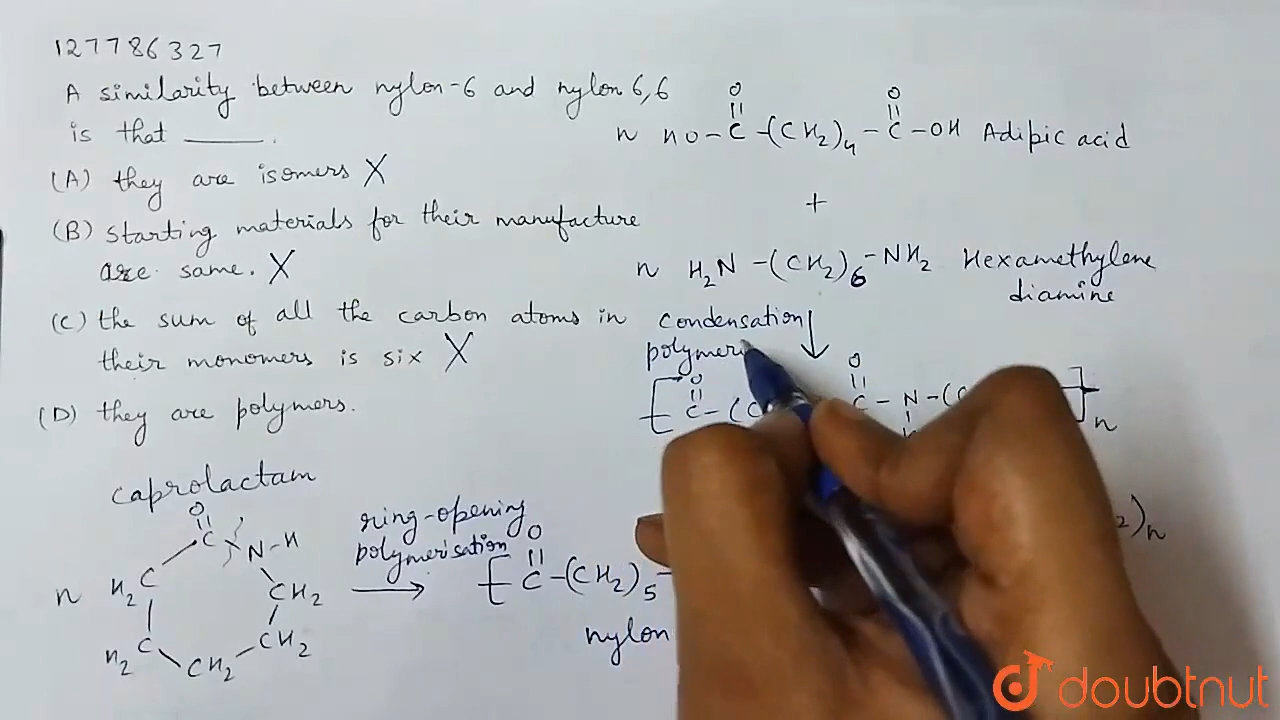 127786327
A similarity between nylon-6 and nylon 6,6
is that ______.
(A) they are isomers X
(B) starting materials for their manufacture
are same. X
(C) the sum of all the carbon atoms in
their monomers is six X
(D) they are polymers.
n HO-C-(CH2)4-C-OH Adipic acid
O O
+
n H2N-(CH2)6-NH2 Hexamethylene
diamine
condensation
polymeri
O O
[C-(C C-N-(C ]n
2)n
caprolactam
O
C N-H
n H2C CH2
H2C CH2 CH2
ring-opening
polymerisation
O
[C-(CH2)5-
nylon
doubtnut